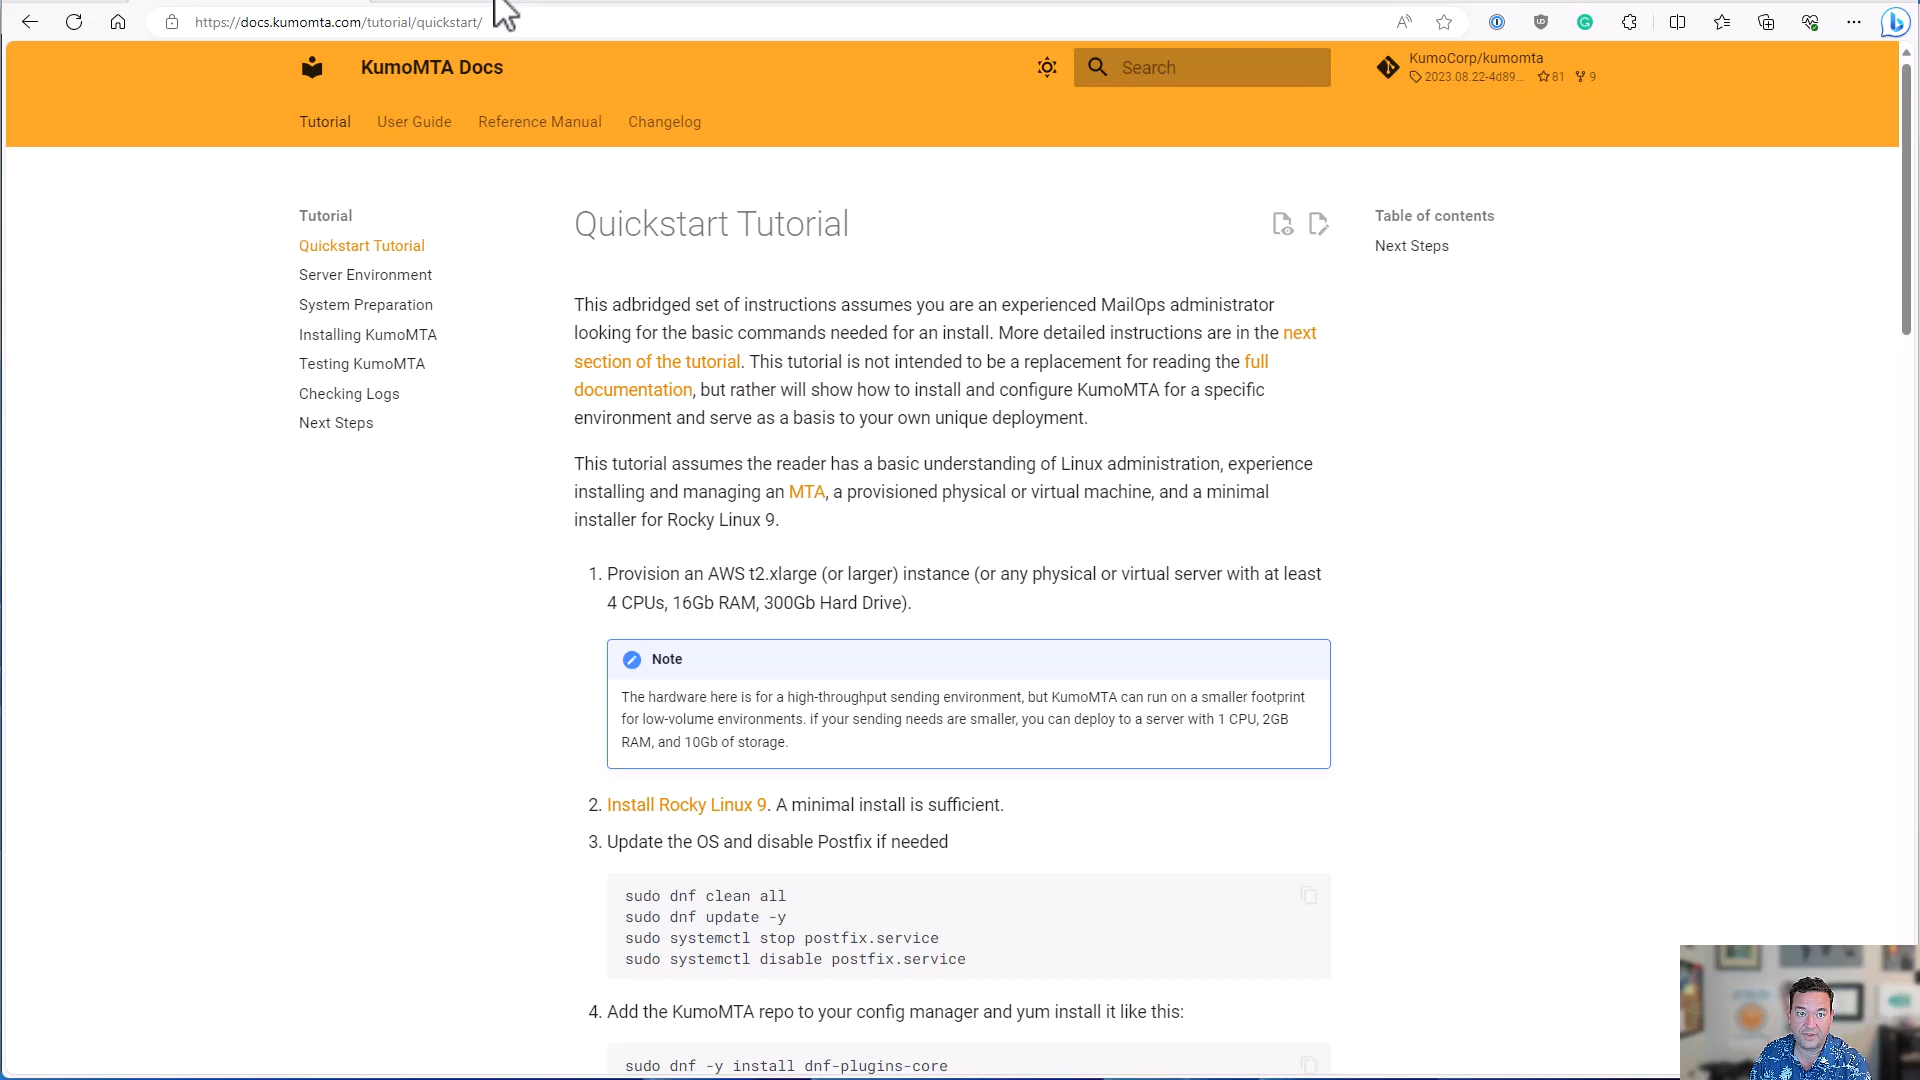 https://docs.kumomta.com/tutorial/quickstart/
KumoMTA Docs
Search
KumoCorp/kumomta
2023.08.22-4d89... 81 9
Tutorial User Guide Reference Manual Changelog
Tutorial
Quickstart Tutorial
Server Environment
System Preparation
Installing KumoMTA
Testing KumoMTA
Checking Logs
Next Steps
Quickstart Tutorial
This adbridged set of instructions assumes you are an experienced MailOps administrator
looking for the basic commands needed for an install. More detailed instructions are in the next
section of the tutorial. This tutorial is not intended to be a replacement for reading the full
documentation, but rather will show how to install and configure KumoMTA for a specific
environment and serve as a basis to your own unique deployment.
This tutorial assumes the reader has a basic understanding of Linux administration, experience
installing and managing an MTA, a provisioned physical or virtual machine, and a minimal
installer for Rocky Linux 9.
1. Provision an AWS t2.xlarge (or larger) instance (or any physical or virtual server with at least
4 CPUs, 16Gb RAM, 300Gb Hard Drive).
Note
The hardware here is for a high-throughput sending environment, but KumoMTA can run on a smaller footprint
for low-volume environments. if your sending needs are smaller, you can deploy to a server with 1 CPU, 2GB
RAM, and 10Gb of storage.
2. Install Rocky Linux 9. A minimal install is sufficient.
3. Update the OS and disable Postfix if needed
sudo dnf clean all
sudo dnf update -y
sudo systemctl stop postfix.service
sudo systemctl disable postfix.service
4. Add the KumoMTA repo to your config manager and yum install it like this:
sudo dnf -y install dnf-plugins-core
Table of contents
Next Steps